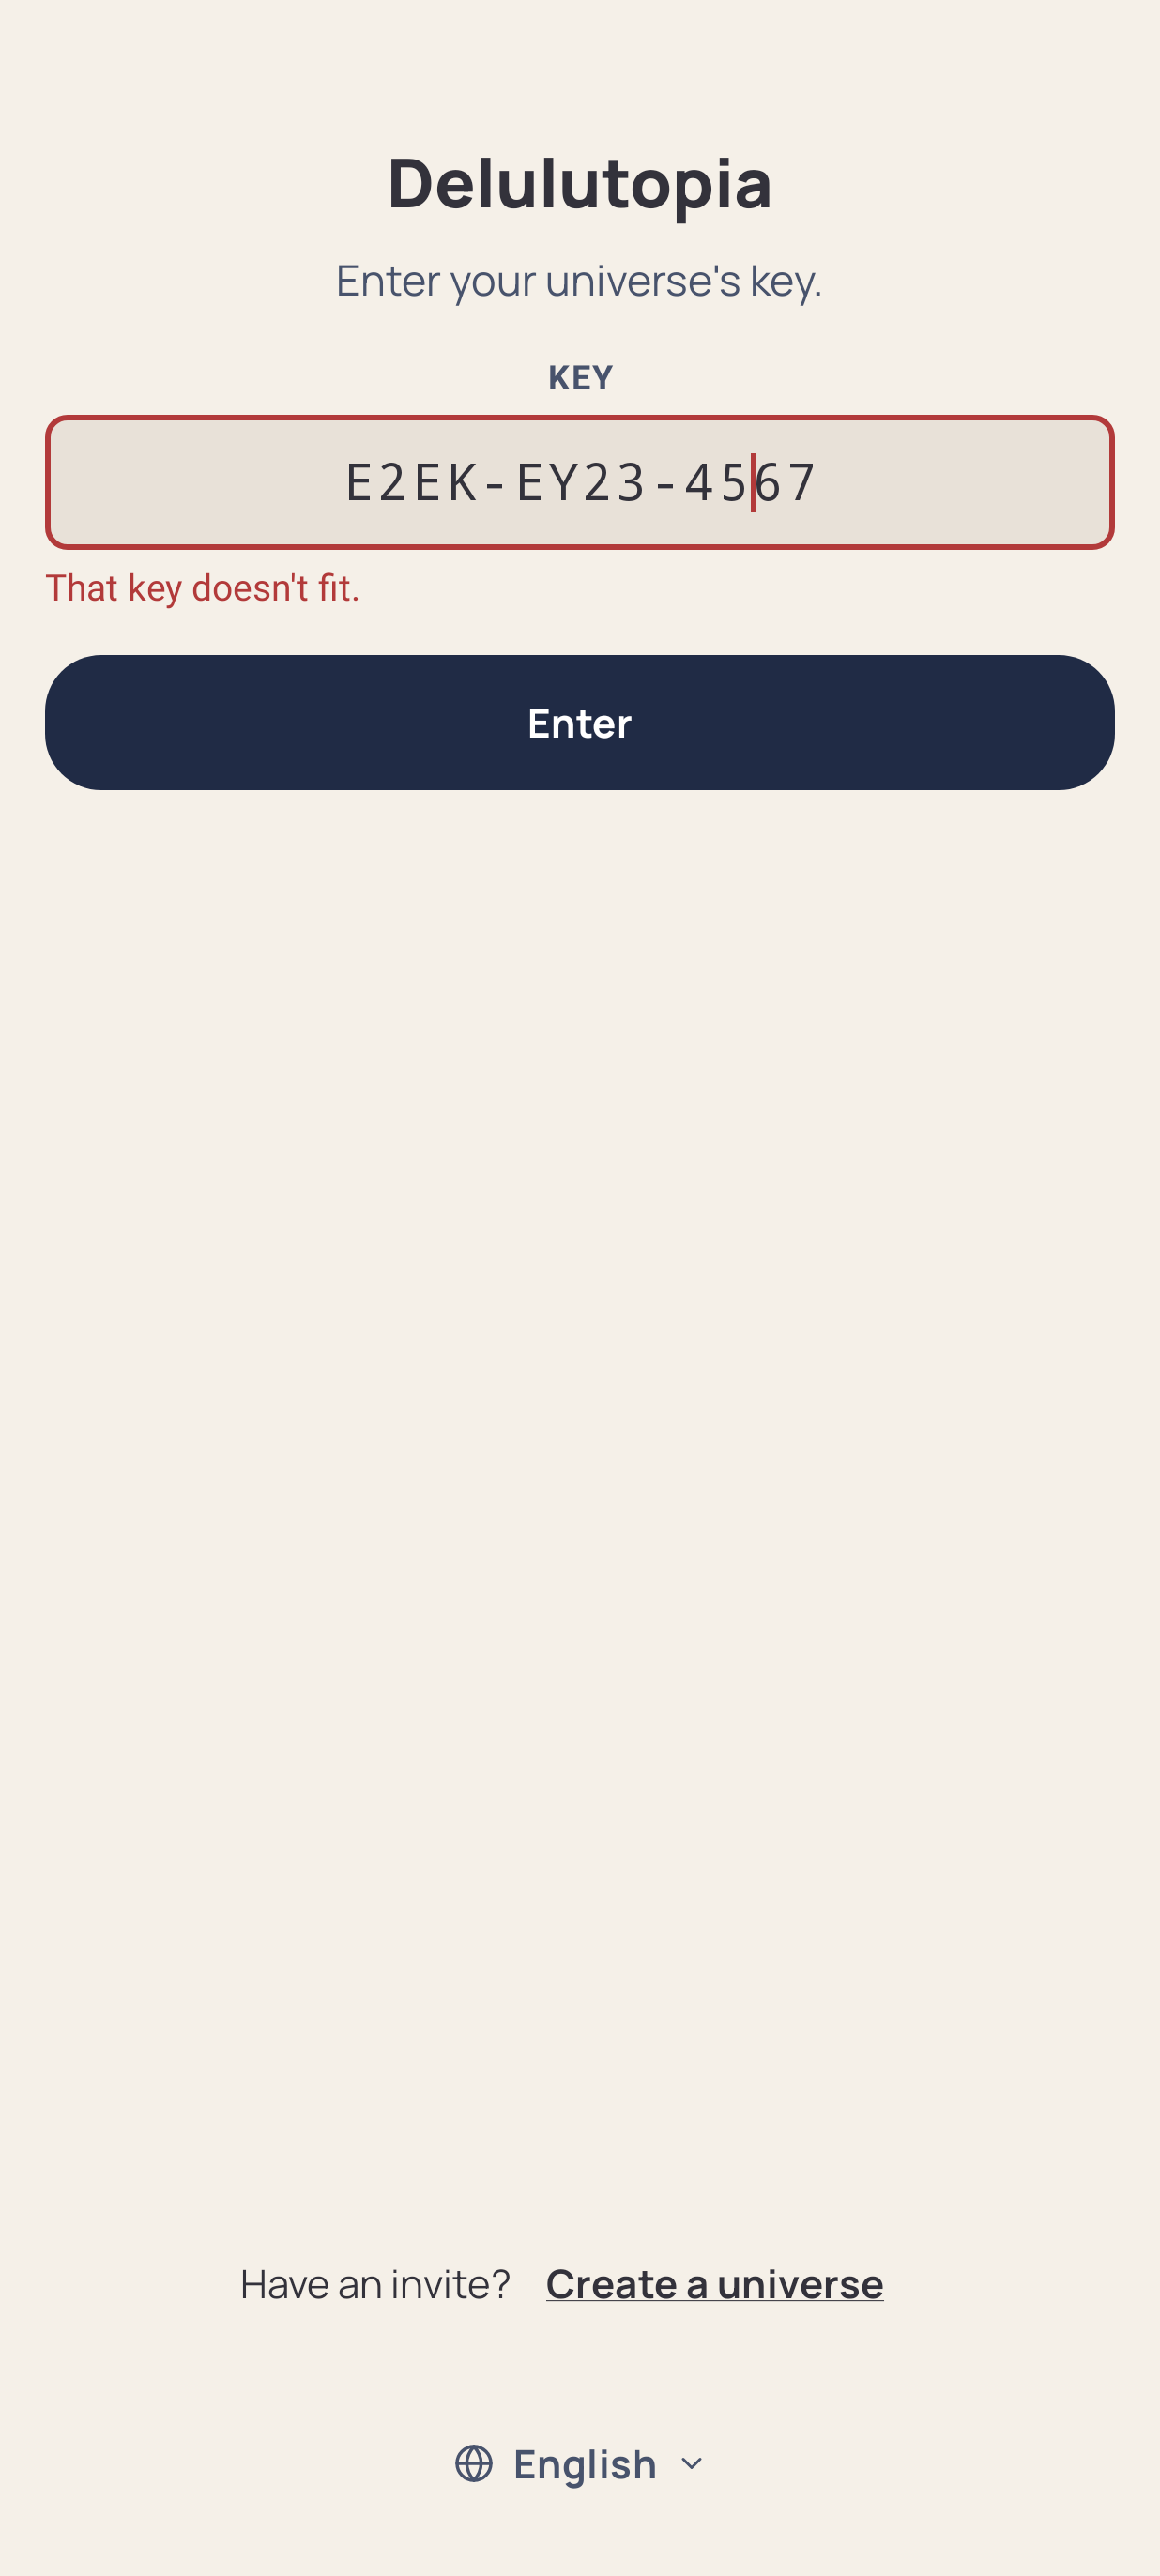 Delulutopia
Enter your universe's key.
KEY
E2EK-EY23-4567
That key doesn't fit.
Enter
Have an invite? Create a universe
English